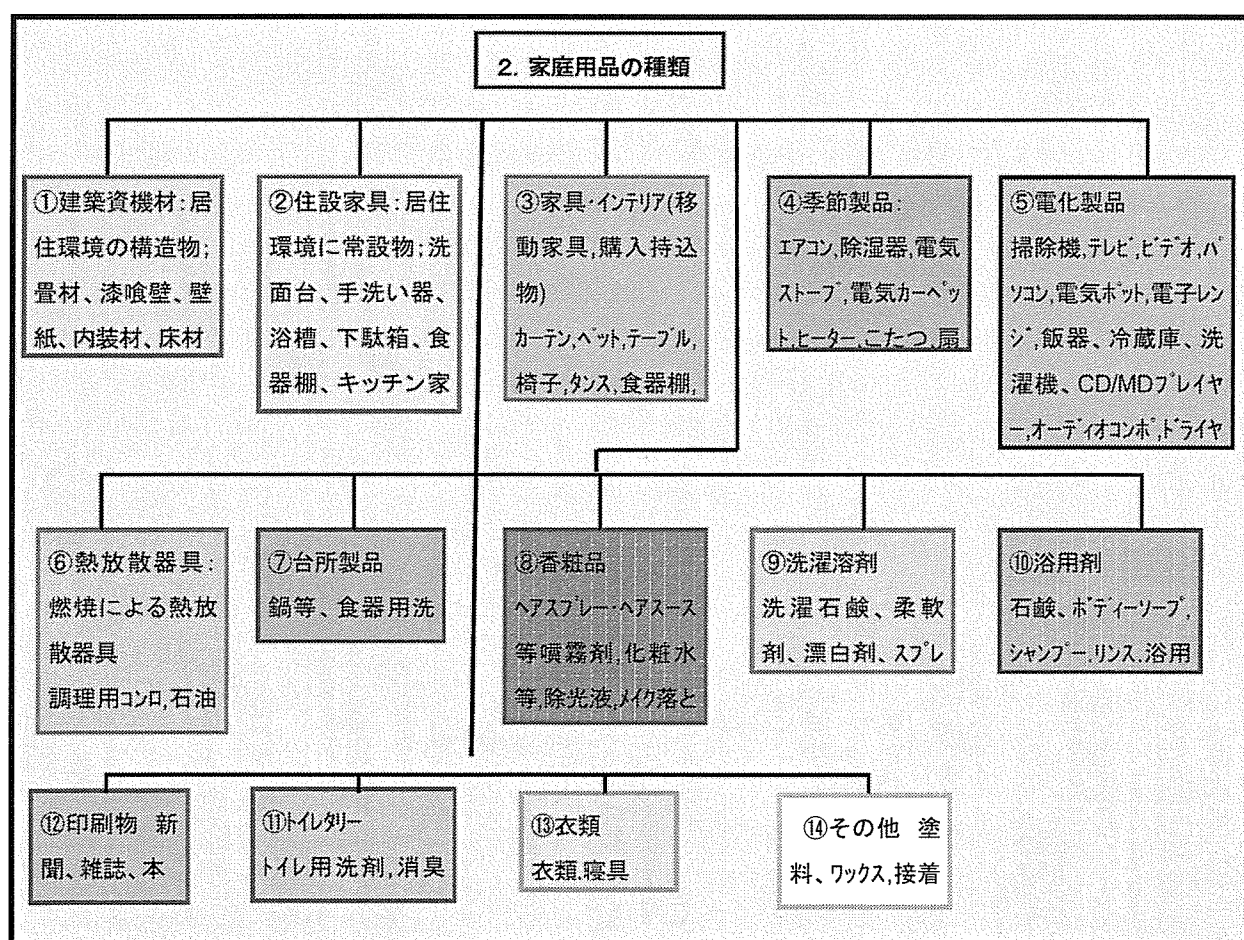 2. 家庭用品の種類
①建築資機材:居
住環境の構造物;
畳材、漆喰壁、壁
紙、内装材、床材
②住設家具:居住
環境に常設物;洗
面台、手洗い器、
浴槽、下駄箱、食
器棚、キッチン家
③家具・インテリア(移
動家具,購入持込
物)
カーテン,ベット,テーブル,
椅子,タンス,食器棚,
④季節製品:
エアコン,除湿器,電気
ストーブ,電気カーペッ
ト,ヒーター,こたつ,扇
⑤電化製品
掃除機,テレビ,ビデオ,パ
ソコン,電気ポット,電子レン
ジ,飯器、冷蔵庫、洗
濯機、CD/MDプレイヤ
ー,オーディオコンポ,ドライヤ
⑥熱放散器具:
燃焼による熱放
散器具
調理用コンロ,石油
⑦台所製品
鍋等、食器用洗
⑧香粧品
ヘアスプレー・ヘアスース
等噴霧剤,化粧水
等,除光液,メイク落と
⑨洗濯溶剤
洗濯石鹸、柔軟
剤、漂白剤、スプレ
⑩浴用剤
石鹸、ボディーソープ,
シャンプー,リンス,浴用
⑫印刷物 新
聞、雑誌、本
⑪トイレタリー
トイレ用洗剤,消臭
⑬衣類
衣類.寝具
⑭その他 塗
料、ワックス,接着